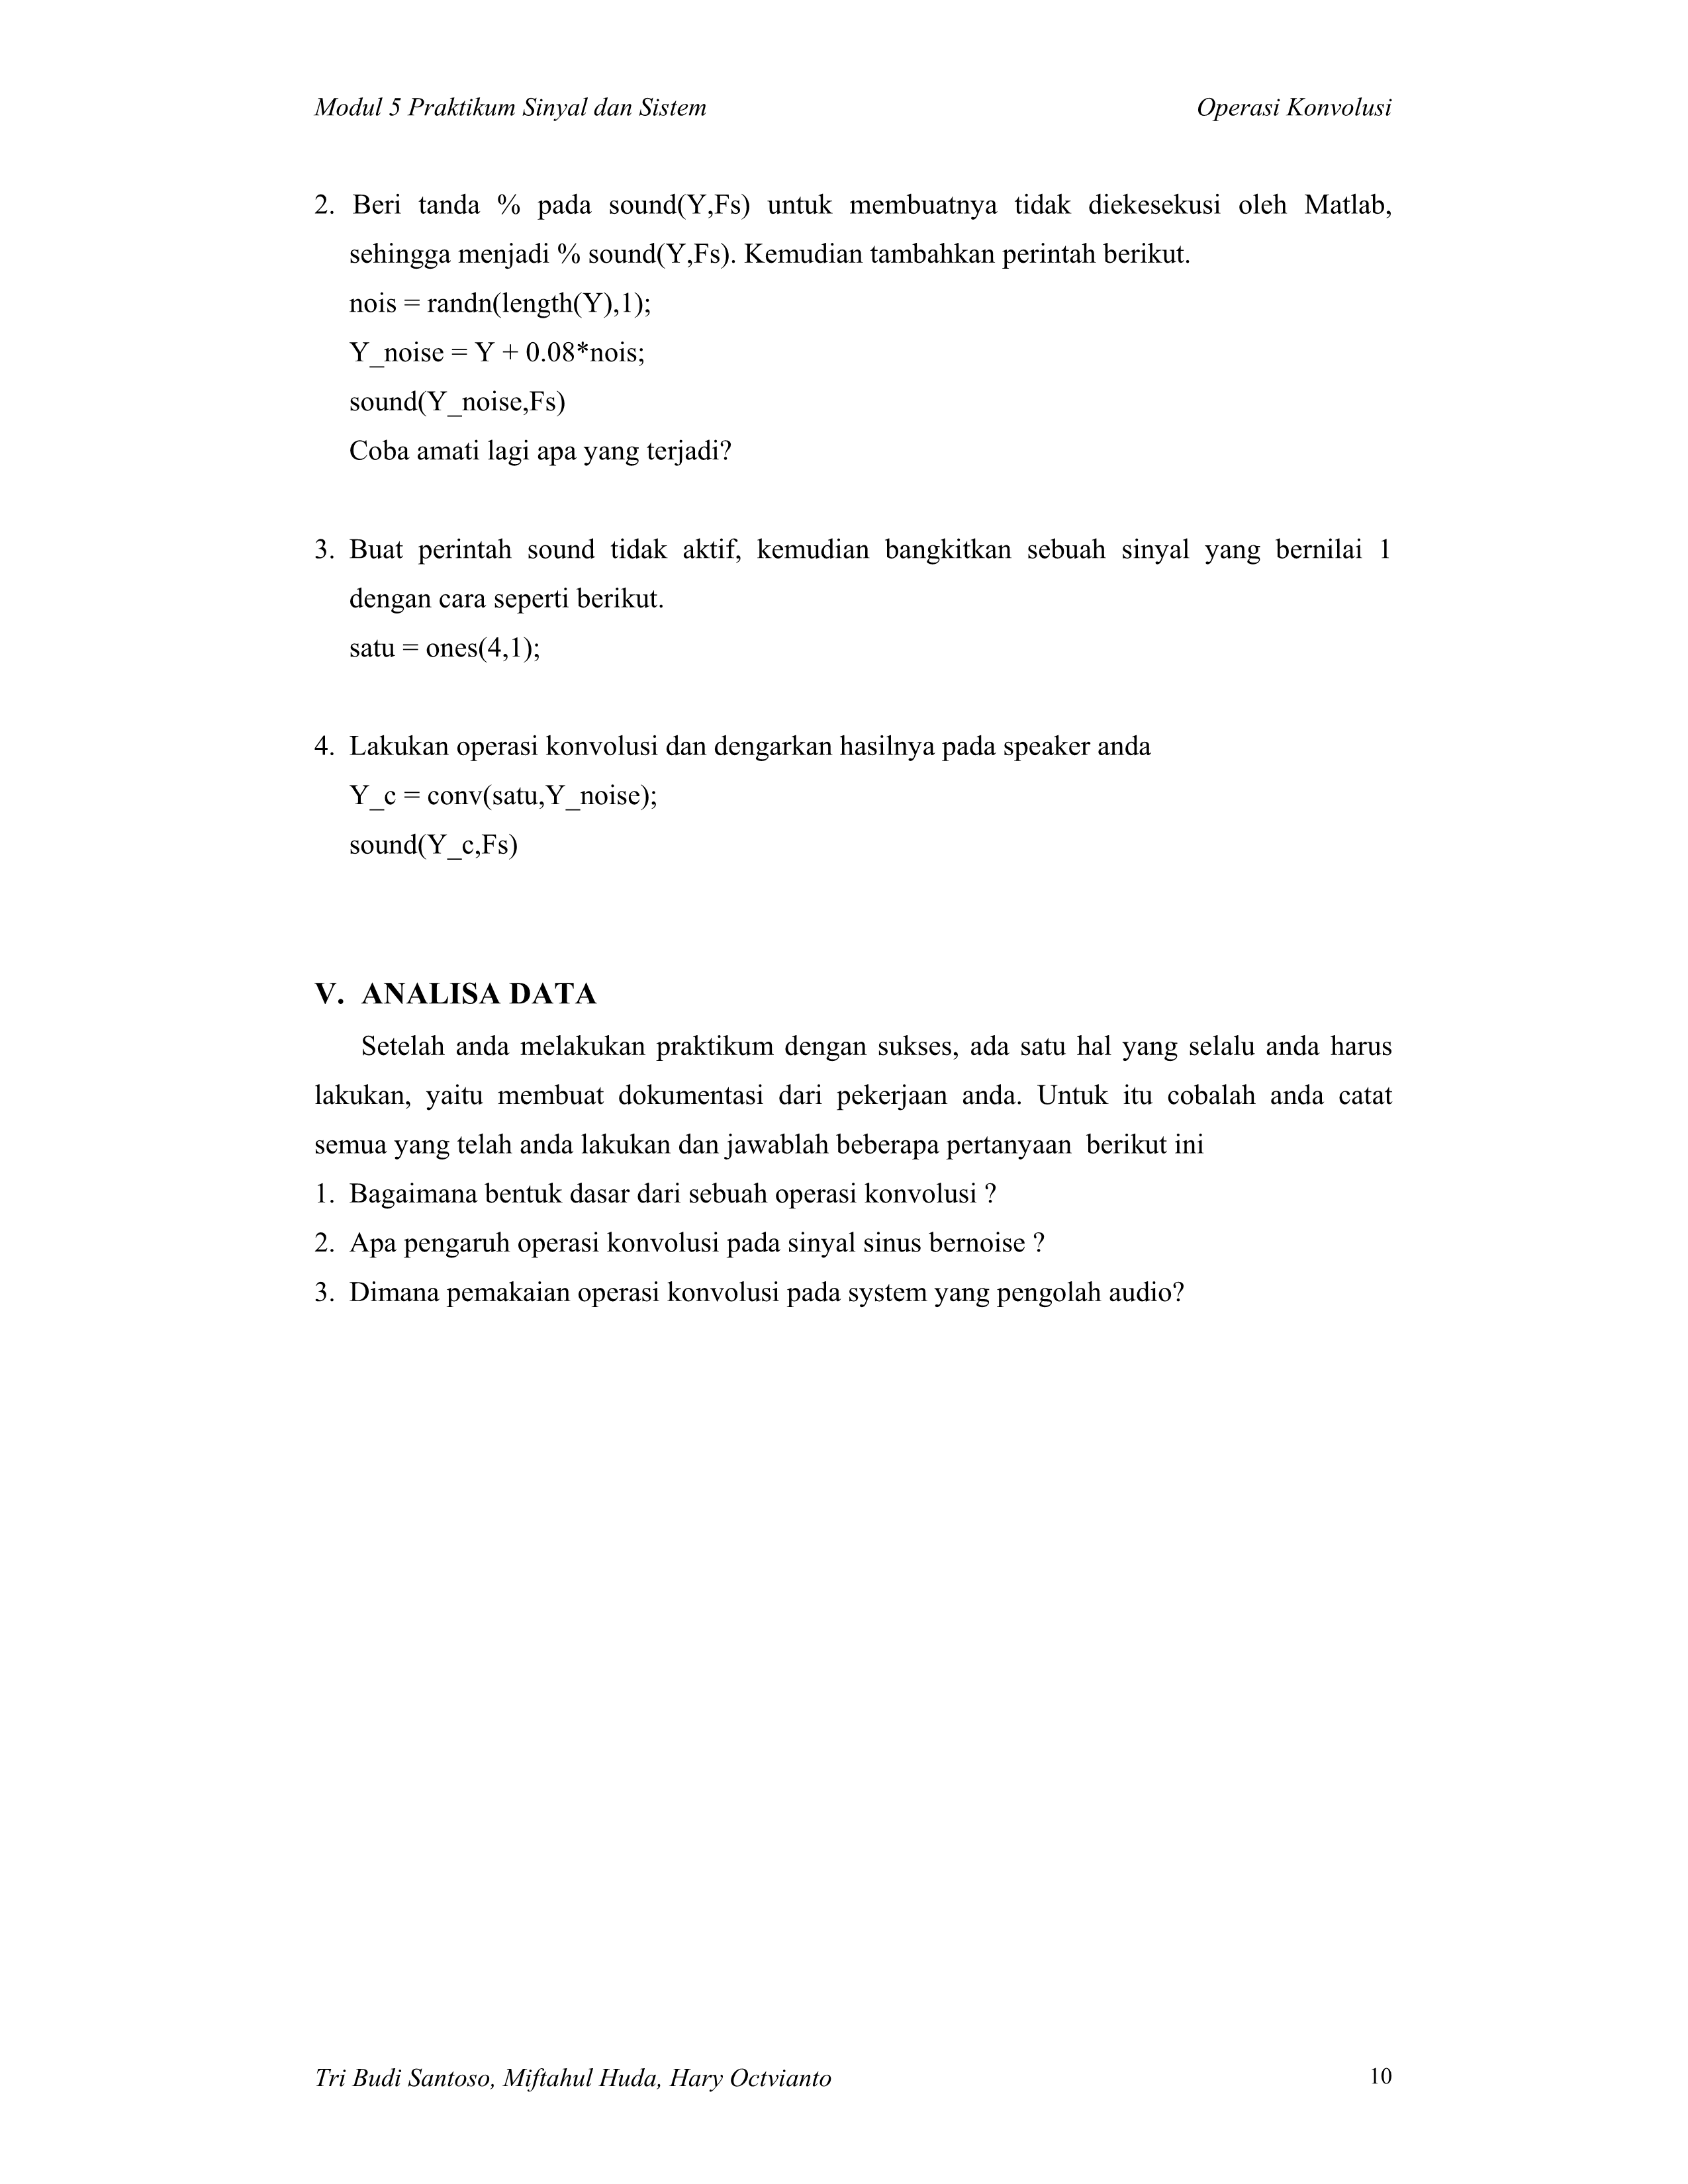 Modul 5 Praktikum Sinyal dan Sistem Operasi Konvolusi
2. Beri tanda % pada sound(Y,Fs) untuk membuatnya tidak diekesekusi oleh Matlab,
sehingga menjadi % sound(Y,Fs). Kemudian tambahkan perintah berikut.
nois = randn(length(Y),1);
Y_noise = Y + 0.08*nois;
sound(Y_noise,Fs)
Coba amati lagi apa yang terjadi?
3. Buat perintah sound tidak aktif, kemudian bangkitkan sebuah sinyal yang bernilai 1
dengan cara seperti berikut.
satu = ones(4,1);
4. Lakukan operasi konvolusi dan dengarkan hasilnya pada speaker anda
Y_c = conv(satu,Y_noise);
sound(Y_c,Fs)
V. ANALISA DATA
Setelah anda melakukan praktikum dengan sukses, ada satu hal yang selalu anda harus
lakukan, yaitu membuat dokumentasi dari pekerjaan anda. Untuk itu cobalah anda catat
semua yang telah anda lakukan dan jawablah beberapa pertanyaan berikut ini
1. Bagaimana bentuk dasar dari sebuah operasi konvolusi ?
2. Apa pengaruh operasi konvolusi pada sinyal sinus bernoise ?
3. Dimana pemakaian operasi konvolusi pada system yang pengolah audio?
Tri Budi Santoso, Miftahul Huda, Hary Octvianto 10